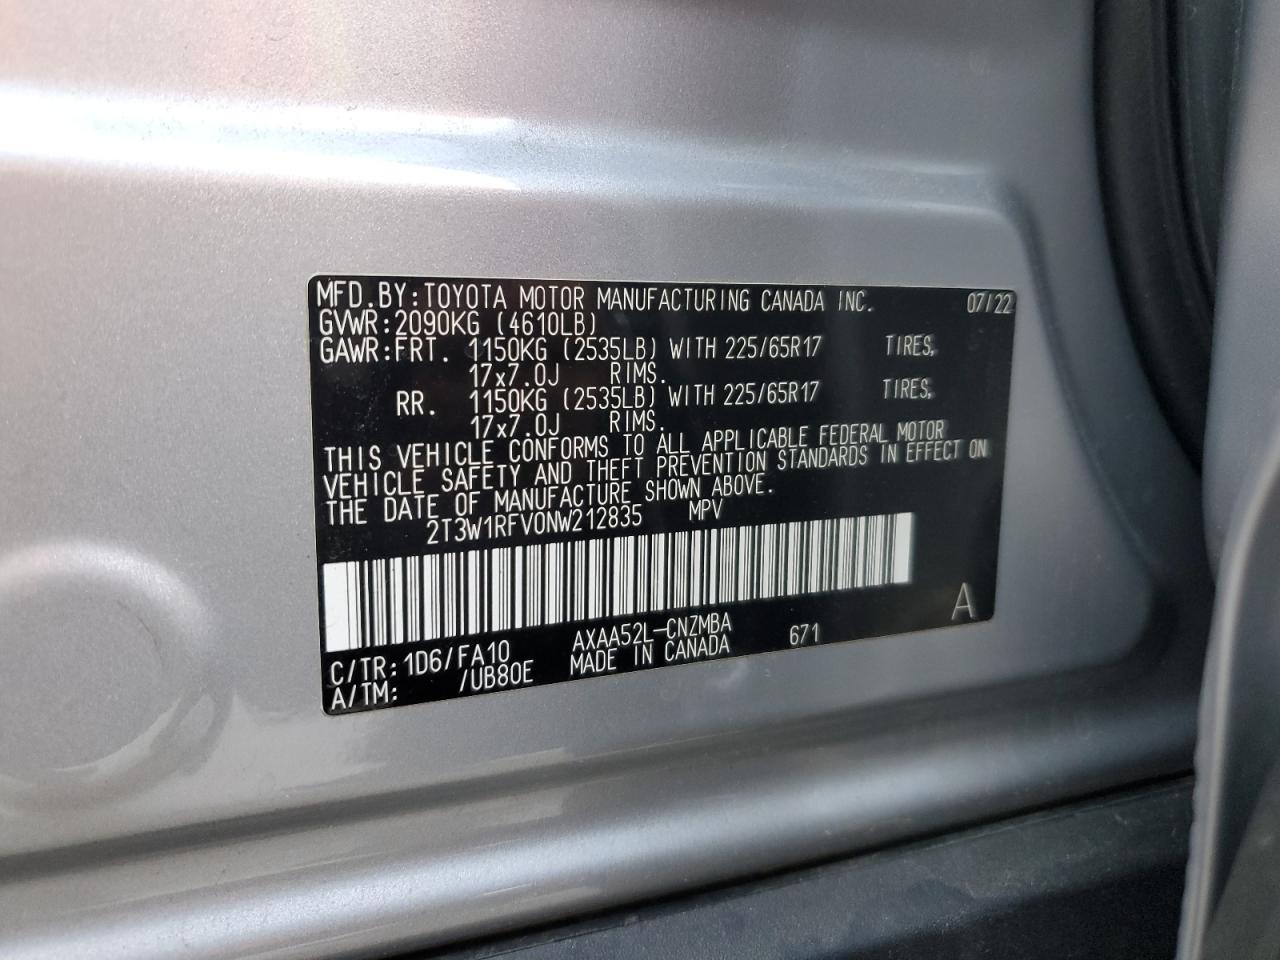 MFD.BY:TOYOTA MOTOR MANUFACTURING CANADA INC. 07/22
GVWR:2090KG (4610LB)
GAWR:FRT. 1150KG (2535LB) WITH 225/65R17 TIRES,
17x7.0J RIMS.
RR. 1150KG (2535LB) WITH 225/65R17 TIRES,
17x7.0J RIMS.
THIS VEHICLE CONFORMS TO ALL APPLICABLE FEDERAL MOTOR
VEHICLE SAFETY AND THEFT PREVENTION STANDARDS IN EFFECT ON
THE DATE OF MANUFACTURE SHOWN ABOVE.
2T3W1RFV0NW212835 MPV
C/TR:1D6/FA10 AXAA52L-CNZMBA 671 A
A/TM: /UB80E MADE IN CANADA